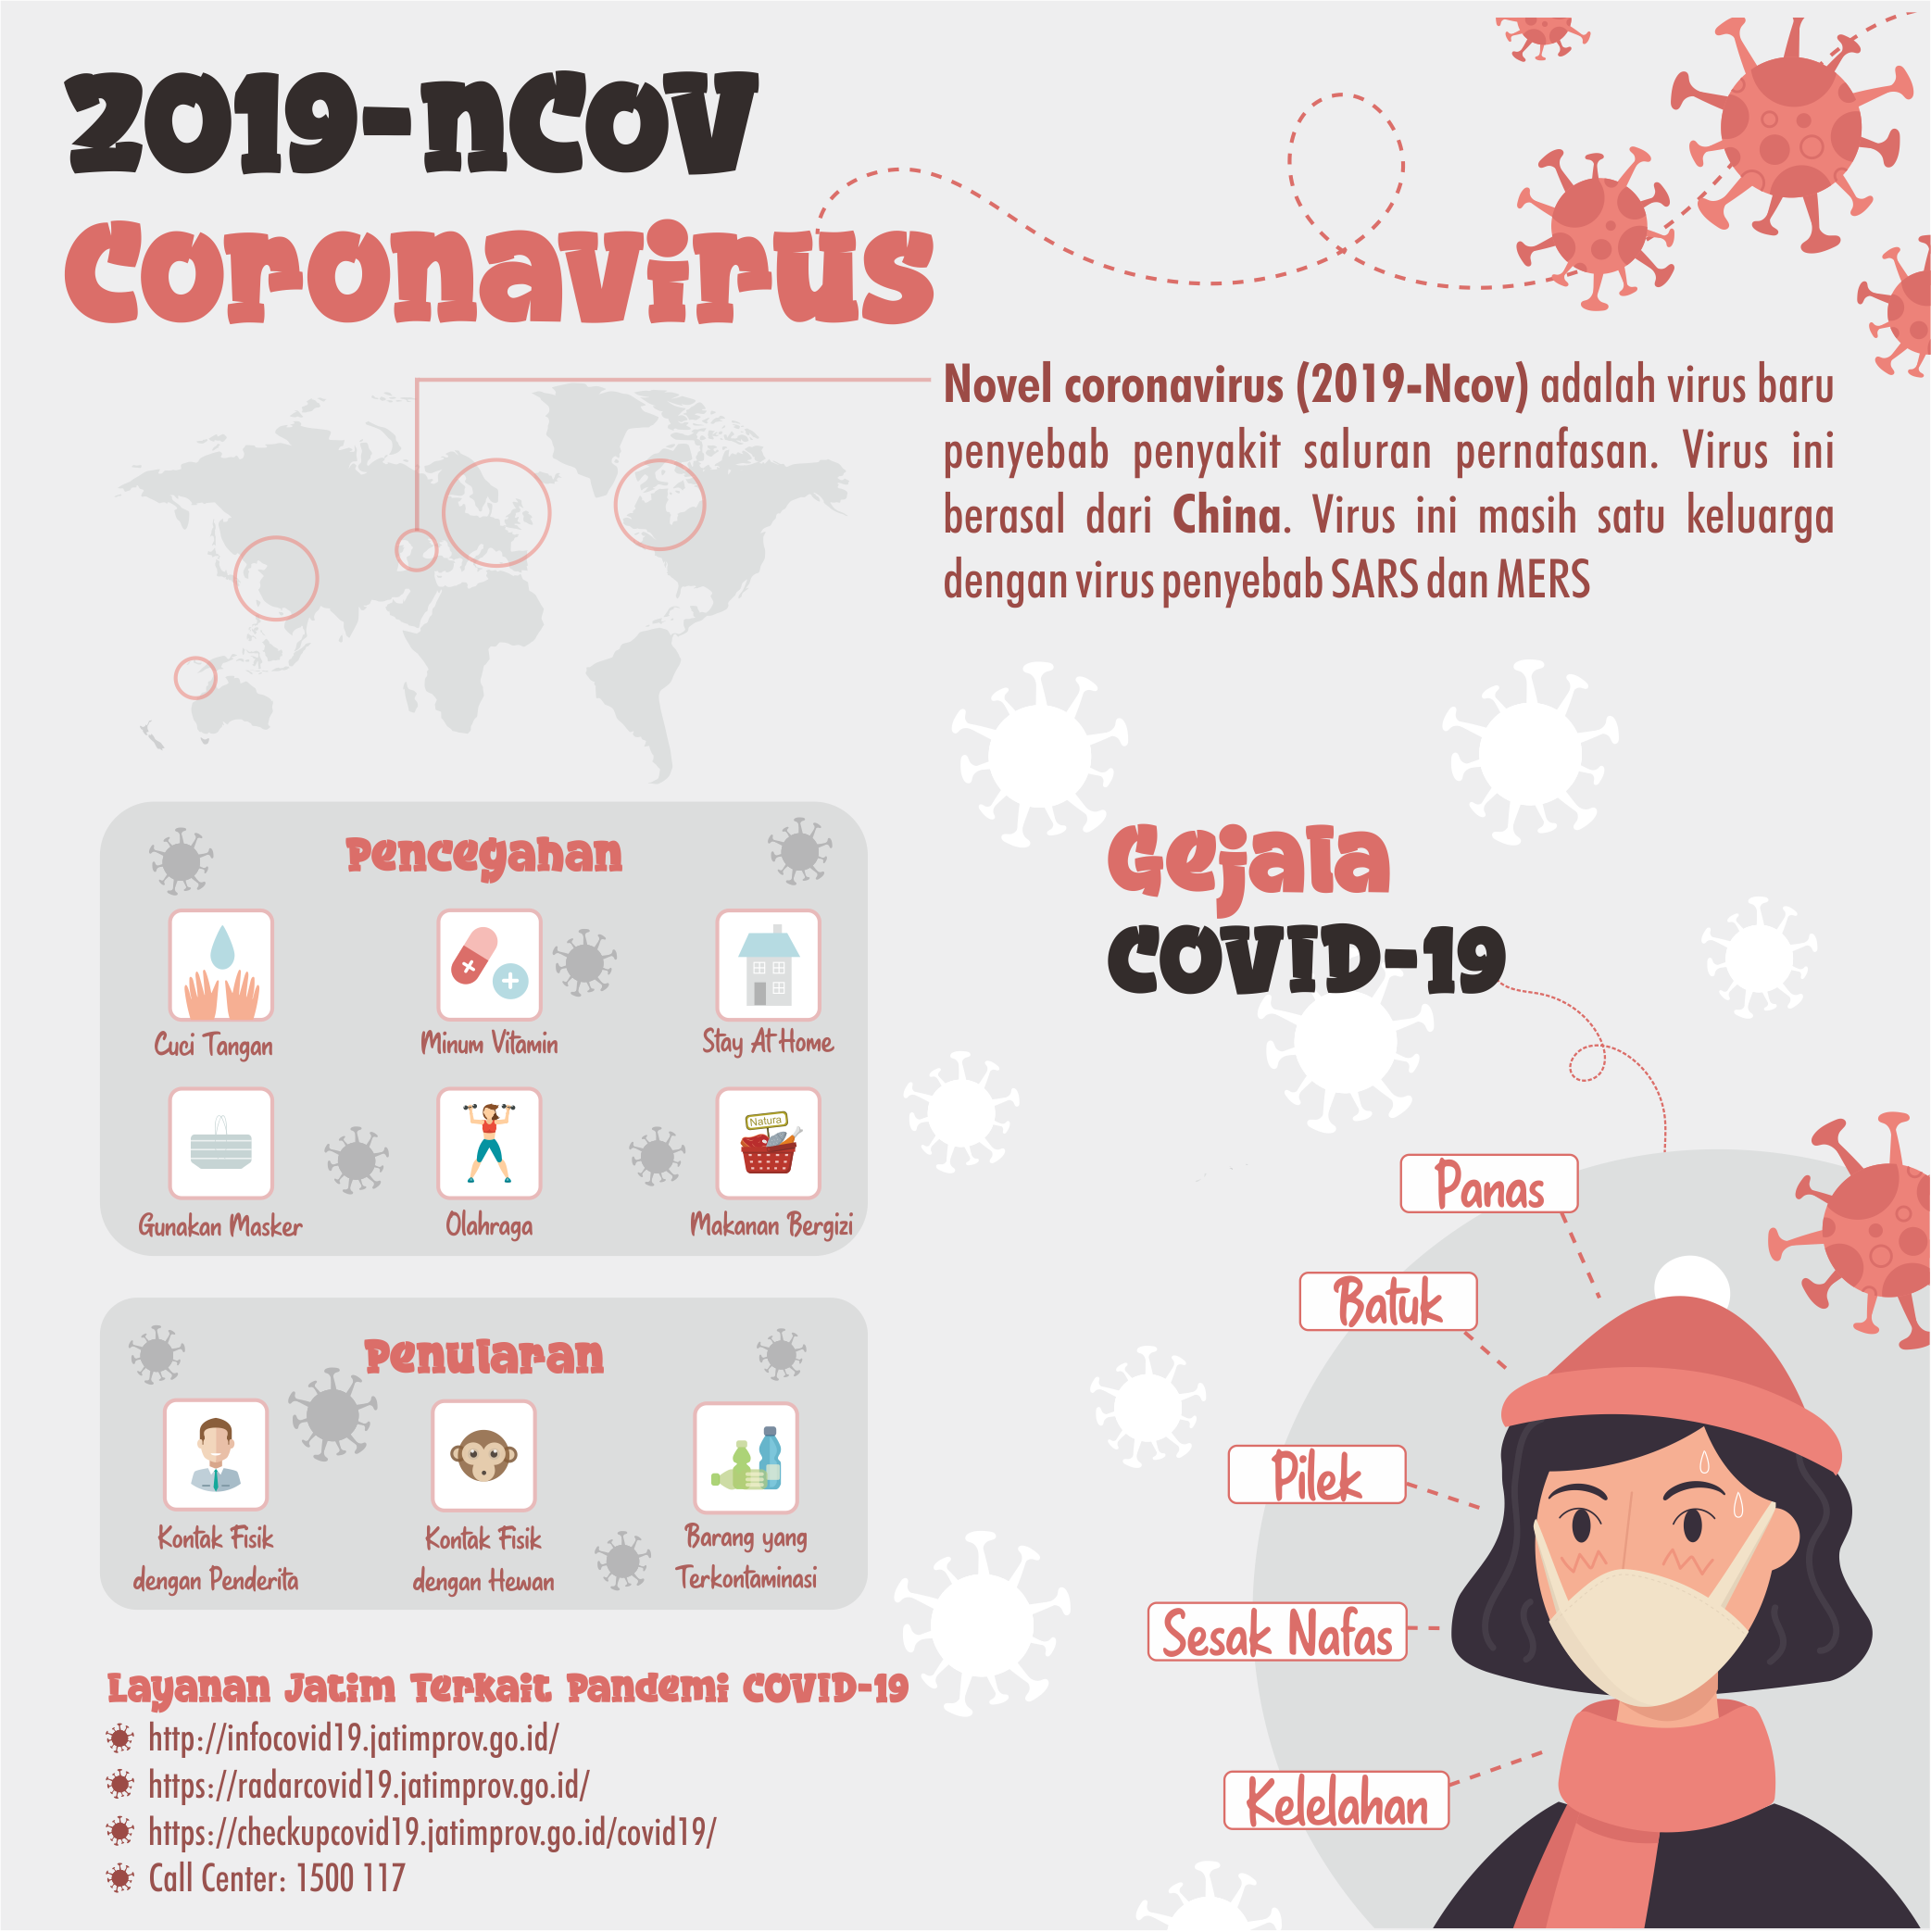 2019-nCoV
Coronavirus
Novel coronavirus (2019-Ncov) adalah virus baru
penyebab penyakit saluran pernafasan. Virus ini
berasal dari China. Virus ini masih satu keluarga
dengan virus penyebab SARS dan MERS
Pencegahan
Cuci Tangan
Minum Vitamin
Stay At Home
Natura
Gunakan Masker
Olahraga
Makanan Bergizi
Penularan
Kontak Fisik
dengan Penderita
Kontak Fisik
dengan Hewan
Barang yang
Terkontaminasi
Layanan Jatim Terkait Pandemi COVID-19
http://infocovid19.jatimprov.go.id/
https://radarcovid19.jatimprov.go.id/
https://checkupcovid19.jatimprov.go.id/covid19/
Call Center: 1500 117
Gejala
COVID-19
Panas
Batuk
Pilek
Sesak Nafas
Kelelahan